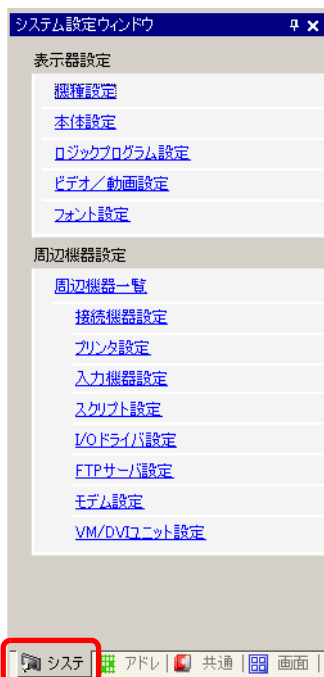 システム設定ウィンドウ
表示器設定
機種設定
本体設定
ロジックプログラム設定
ビデオ／動画設定
フォント設定
周辺機器設定
周辺機器一覧
接続機器設定
プリンタ設定
入力機器設定
スクリプト設定
I/Oドライバ設定
FTPサーバ設定
モデム設定
VM/DVIユニット設定
システ アドレ 共通 画面